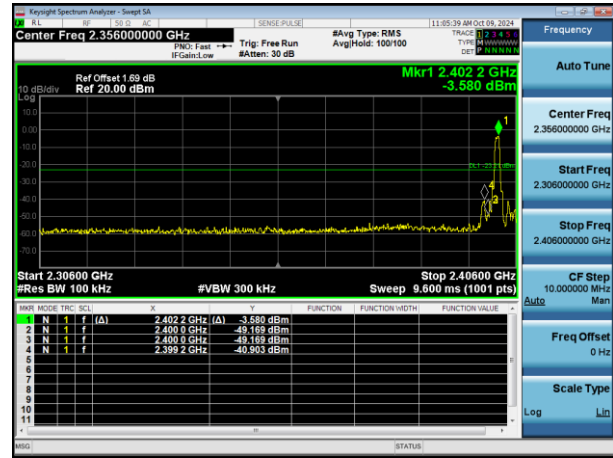 Keysight Spectrum Analyzer - Swept SA
RL RF 50 Ω AC SENSE:PULSE 11:05:39 AM Oct 09, 2024
Center Freq 2.356000000 GHz
PNO: Fast
IFGain:Low
Trig: Free Run
#Atten: 30 dB
#Avg Type: RMS
Avg|Hold: 100/100
TRACE 1 2 3 4 5 6
TYPE M WWWWW
DET P N N N N N
Ref Offset 1.69 dB
Ref 20.00 dBm
10 dB/div
Log
Mkr1 2.402 2 GHz
-3.580 dBm
10.0
0.00
-10.0
-20.0
-30.0
-40.0
-50.0
-60.0
-70.0
1
4
Start 2.30600 GHz Stop 2.40600 GHz
#Res BW 100 kHz #VBW 300 kHz Sweep 9.600 ms (1001 pts)
MKR MODE TRC SCL X Y FUNCTION FUNCTION WIDTH FUNCTION VALUE
1 N 1 f (Δ) 2.402 2 GHz (Δ) -3.580 dBm
2 N 1 f 2.400 0 GHz -49.169 dBm
3 N 1 f 2.400 0 GHz -49.169 dBm
4 N 1 f 2.399 2 GHz -40.903 dBm
5
6
7
8
9
10
11
MSG STATUS
Frequency
Auto Tune
Center Freq
2.356000000 GHz
Start Freq
2.306000000 GHz
Stop Freq
2.406000000 GHz
CF Step
10.000000 MHz
Auto Man
Freq Offset
0 Hz
Scale Type
Log Lin